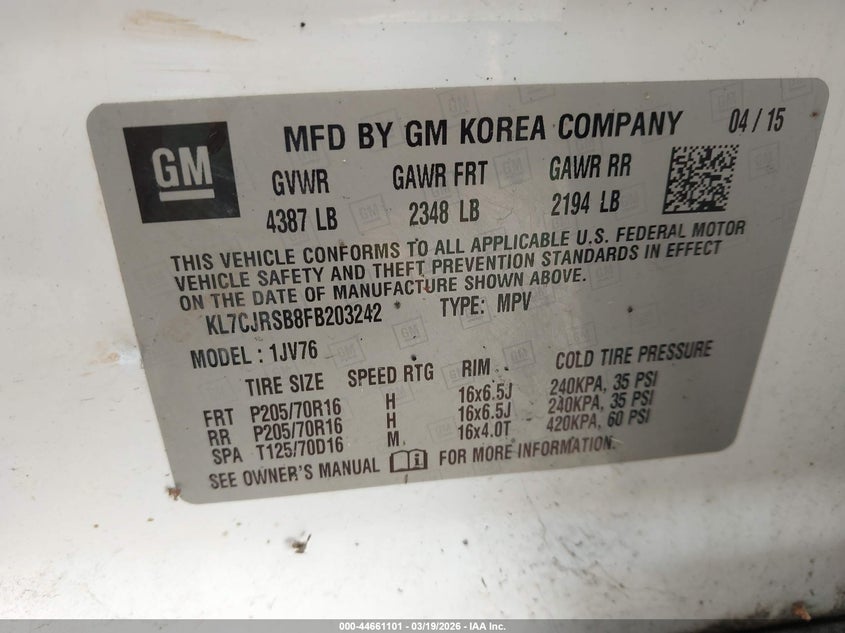 GM
MFD BY GM KOREA COMPANY 04/15
GVWR GAWR FRT GAWR RR
4387 LB 2348 LB 2194 LB
THIS VEHICLE CONFORMS TO ALL APPLICABLE U.S. FEDERAL MOTOR
VEHICLE SAFETY AND THEFT PREVENTION STANDARDS IN EFFECT
ON THE DATE OF MANUFACTURE SHOWN ABOVE.
KL7CJRSB8FB203242 TYPE: MPV
MODEL : 1JV76
TIRE SIZE SPEED RTG RIM COLD TIRE PRESSURE
FRT P205/70R16 H 16x6.5J 240KPA, 35 PSI
RR P205/70R16 H 16x6.5J 240KPA, 35 PSI
SPA T125/70D16 M 16x4.0T 420KPA, 60 PSI
SEE OWNER'S MANUAL i FOR MORE INFORMATION.
000-44661101 | 03/19/2026 - IAA Inc.